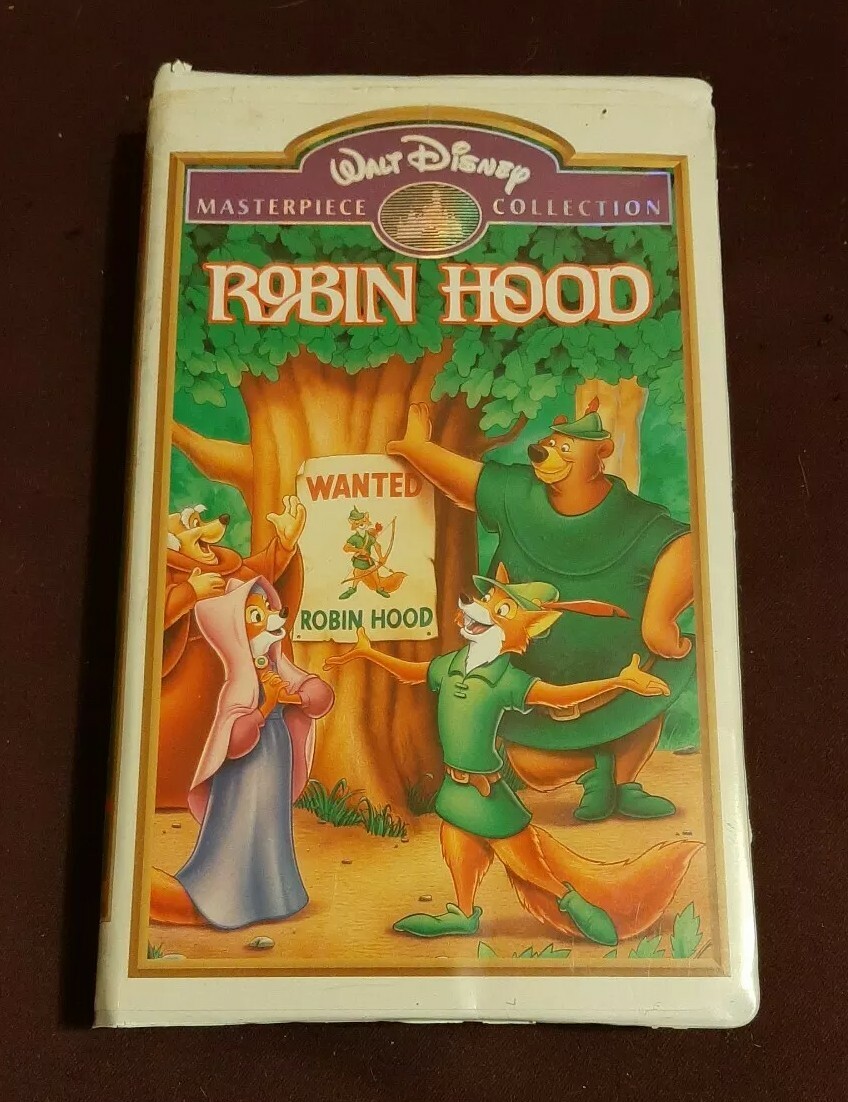 WALT DISNEY
MASTERPIECE COLLECTION
ROBIN HOOD
WANTED
ROBIN HOOD